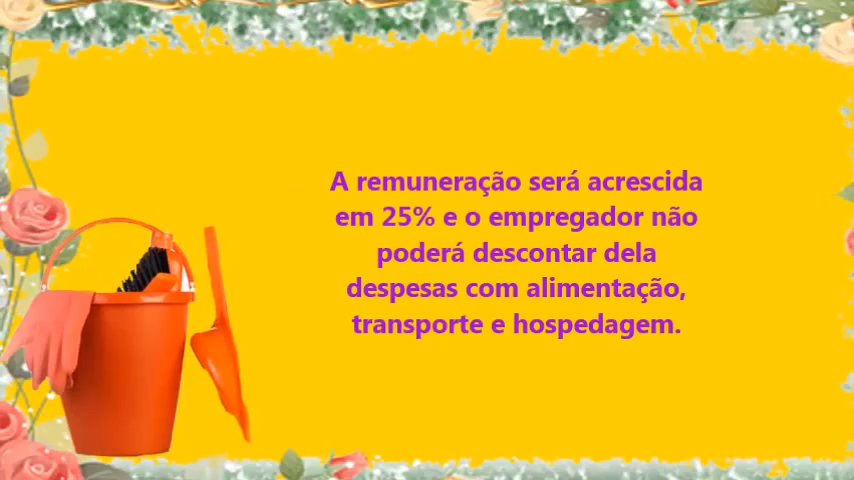 A remuneração será acrescida
em 25% e o empregador não
poderá descontar dela
despesas com alimentação,
transporte e hospedagem.